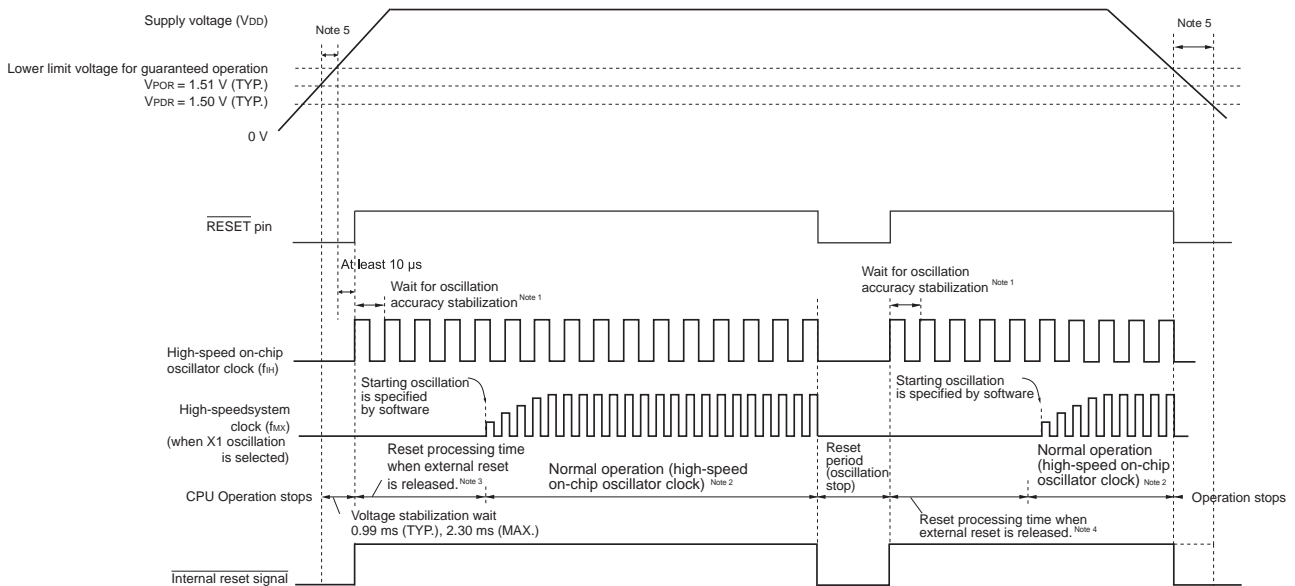 Supply voltage (VDD)
Note 5
Note 5
Lower limit voltage for guaranteed operation
VPOR = 1.51 V (TYP.)
VPDR = 1.50 V (TYP.)
0 V
RESET pin
At least 10 µs
Wait for oscillation
accuracy stabilization Note 1
Wait for oscillation
accuracy stabilization Note 1
High-speed on-chip
oscillator clock (fIH)
Starting oscillation
is specified
by software
Starting oscillation
is specified
by software
High-speedsystem
clock (fMX)
(when X1 oscillation
is selected)
Reset processing time
when external reset
is released. Note 3
Normal operation (high-speed
on-chip oscillator clock) Note 2
Reset
period
(oscillation
stop)
Normal operation
(high-speed on-chip
oscillator clock) Note 2
CPU Operation stops
Operation stops
Voltage stabilization wait
0.99 ms (TYP.), 2.30 ms (MAX.)
Reset processing time when
external reset is released. Note 4
Internal reset signal